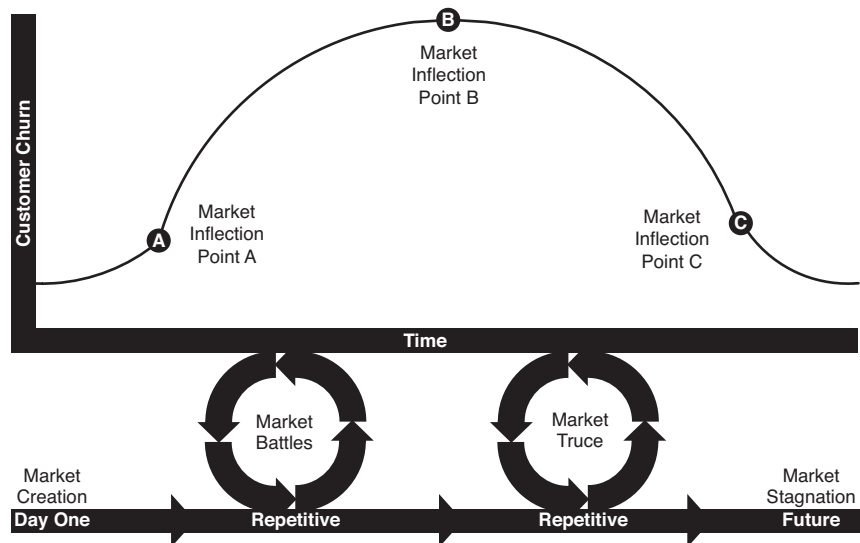 B
Market
Inflection
Point B
Customer Churn
A
Market
Inflection
Point A
Market
Inflection
Point C
C
Time
Market
Battles
Market
Truce
Market
Creation
Market
Stagnation
Day One
Repetitive
Repetitive
Future